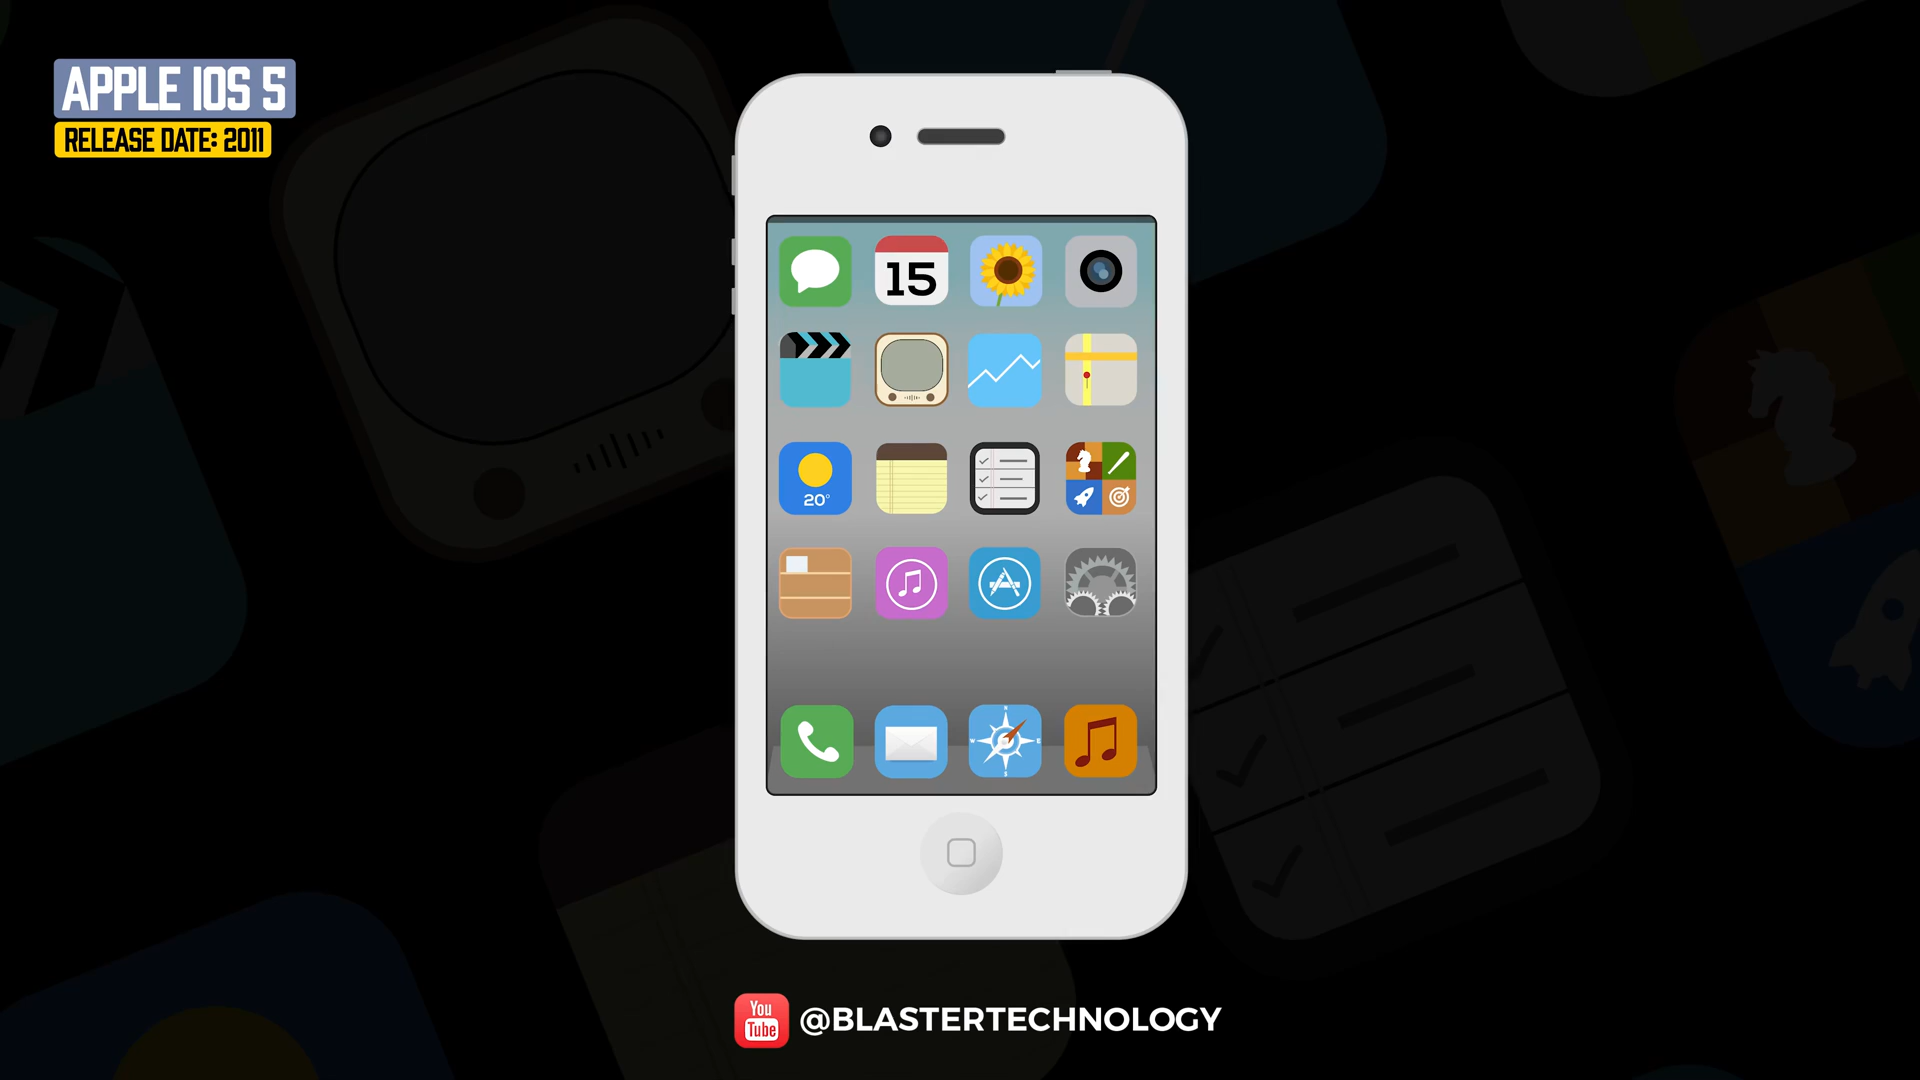 APPLE IOS 5
RELEASE DATE: 2011
15
20°
N
W E
S
You
Tube
@BLASTERTECHNOLOGY